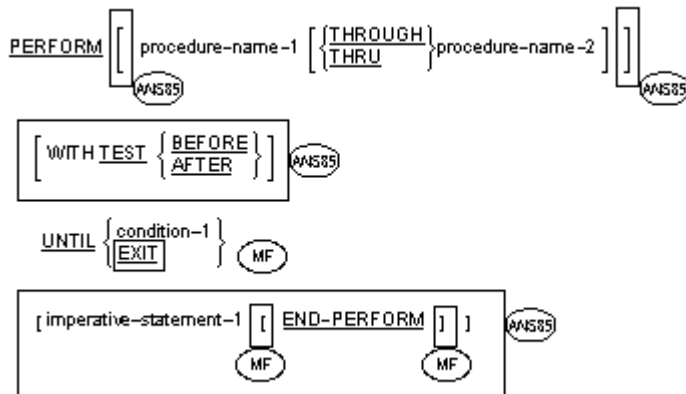 PERFORM [ procedure-name-1 [ { THROUGH THRU } procedure-name-2 ] ]
ANS85 ANS85
[ WITH TEST { BEFORE AFTER } ] ANS85
UNTIL { condition-1 EXIT } MF
[ imperative-statement-1 [ END-PERFORM ] ] ANS85
MF MF